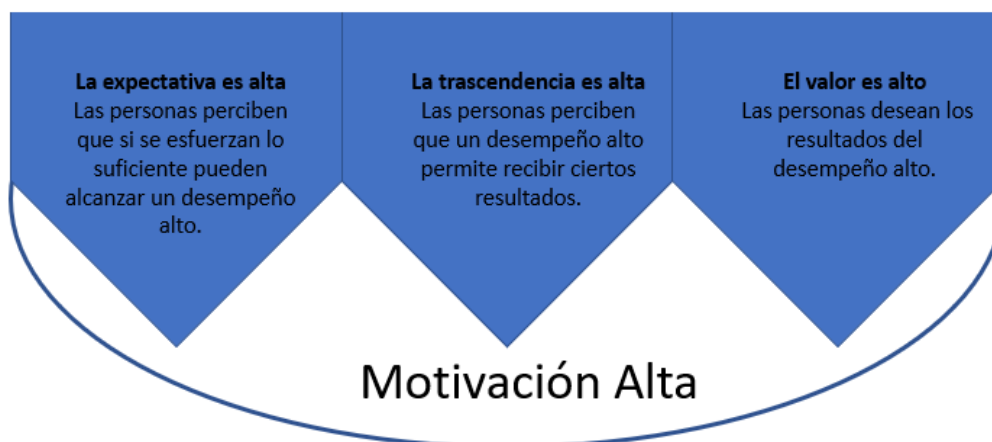 La expectativa es alta
Las personas perciben
que si se esfuerzan lo
suficiente pueden
alcanzar un desempeño
alto.
La trascendencia es alta
Las personas perciben
que un desempeño alto
permite recibir ciertos
resultados.
El valor es alto
Las personas desean los
resultados del
desempeño alto.
Motivación Alta